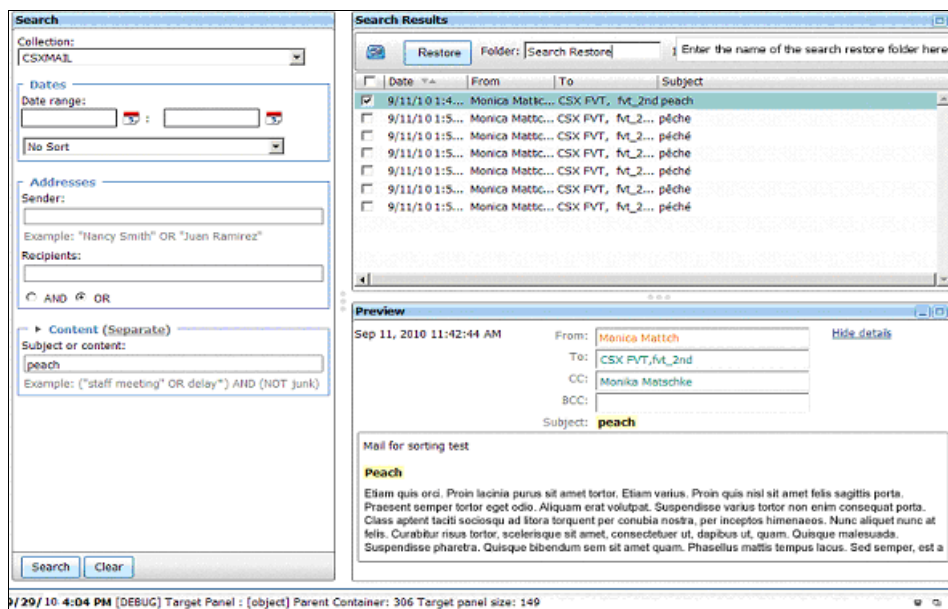 Search
Collection:
CSXMAIL
Dates
Date range:
:
No Sort
Addresses
Sender:
Example: "Nancy Smith" OR "Juan Ramirez"
Recipients:
AND OR
Content (Separate)
Subject or content:
peach
Example: ("staff meeting" OR delay*) AND (NOT junk)
Search Clear
Search Results
Restore Folder: Search Restore Enter the name of the search restore folder here
Date From To Subject
9/11/10 1:4... Monica Mattc... CSX FVT, fvt_2nd peach
9/11/10 1:5... Monica Mattc... CSX FVT, fvt_2... pêche
9/11/10 1:5... Monica Mattc... CSX FVT, fvt_2... pêche
9/11/10 1:5... Monica Mattc... CSX FVT, fvt_2... péché
9/11/10 1:5... Monica Mattc... CSX FVT, fvt_2... pêche
9/11/10 1:5... Monica Mattc... CSX FVT, fvt_2... péché
9/11/10 1:5... Monica Mattc... CSX FVT, fvt_2... péché
Preview
Sep 11, 2010 11:42:44 AM From: Monica Mattch Hide details
To: CSX FVT,fvt_2nd
CC: Monika Matschke
BCC:
Subject: peach
Mail for sorting test
Peach
Etiam quis orci. Proin lacinia purus sit amet tortor. Etiam varius. Proin quis nisl sit amet felis sagittis porta.
Praesent semper tortor eget odio. Aliquam erat volutpat. Suspendisse varius tortor non enim consequat porta.
Class aptent taciti sociosqu ad litora torquent per conubia nostra, per inceptos himenaeos. Nunc aliquet nunc at
felis. Curabitur risus tortor, scelerisque sit amet, consectetuer ut, dapibus ut, quam. Quisque malesuada.
Suspendisse pharetra. Quisque bibendum sem sit amet quam. Phasellus mattis tempus lacus. Sed semper, est a
9/29/10 4:04 PM [DEBUG] Target Panel : [object] Parent Container: 306 Target panel size: 149